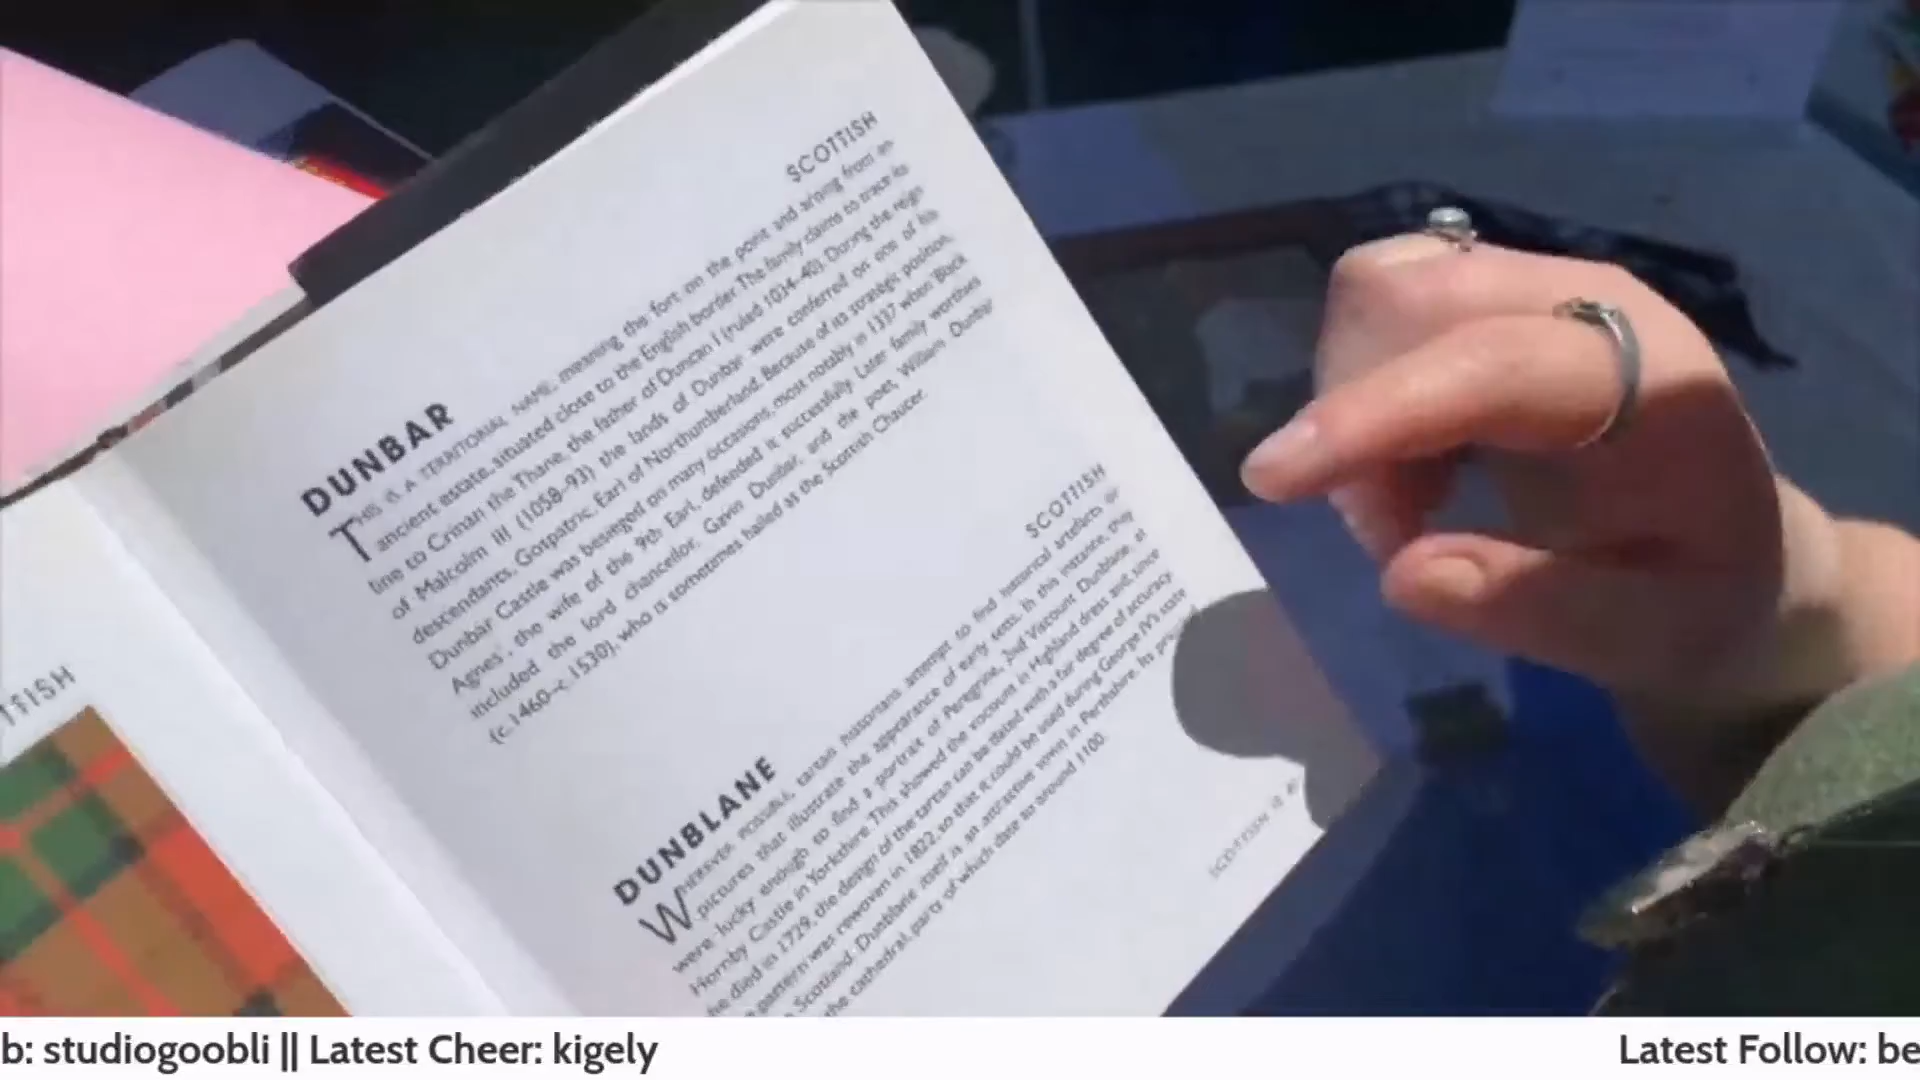 TTISH
DUNBAR
SCOTTISH
THIS IS A TERRITORIAL NAME, meaning the fort on the point and arising from an
ancient estate, situated close to the English border. The family claims to trace its
line to Crinan the Thane, the father of Duncan I (ruled 1034–40). During the reign
of Malcolm III (1058–93) the lands of Dunbar were conferred on one of his
descendants, Gospatric, Earl of Northumberland. Because of its strategic position,
Dunbar Castle was besieged on many occasions, most notably in 1337 when 'Black
Agnes', the wife of the 9th Earl, defended it successfully. Later family worthies
included the lord chancellor, Gavin Dunbar, and the poet, William Dunbar
(c.1460–c.1530), who is sometimes hailed as the Scottish Chaucer.
DUNBLANE
SCOTTISH
WHEREVER POSSIBLE, tartan historians attempt to find historical artefacts or
pictures that illustrate the appearance of early setts. In this instance, they
were lucky enough to find a portrait of Peregrine, 2nd Viscount Dunblane, at
Hornby Castle in Yorkshire. This showed the viscount in Highland dress and, since
he died in 1729, the design of the tartan can be dated with a fair degree of accuracy.
pattern was rewoven in 1822, so that it could be used during George IV's state
Scotland. Dunblane itself is an attractive town in Perthshire. Its
the cathedral, parts of which date to around 1100.
SCOTTISH
b: studiogoobli || Latest Cheer: kigely
Latest Follow: be